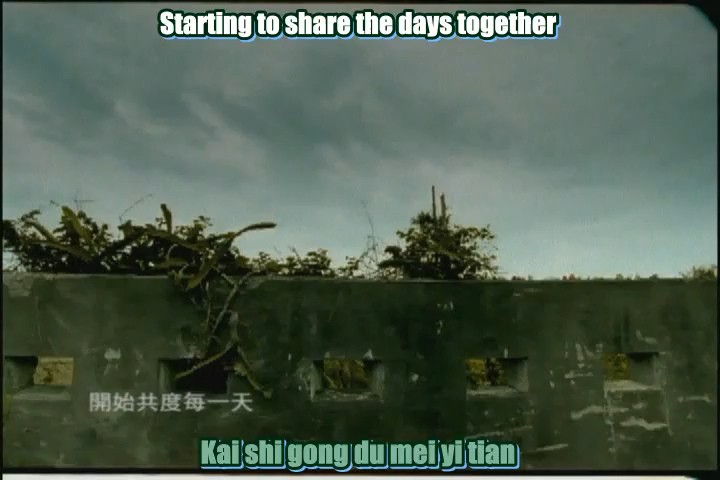 Starting to share the days together
開始共度每一天
Kai shi gong du mei yi tian